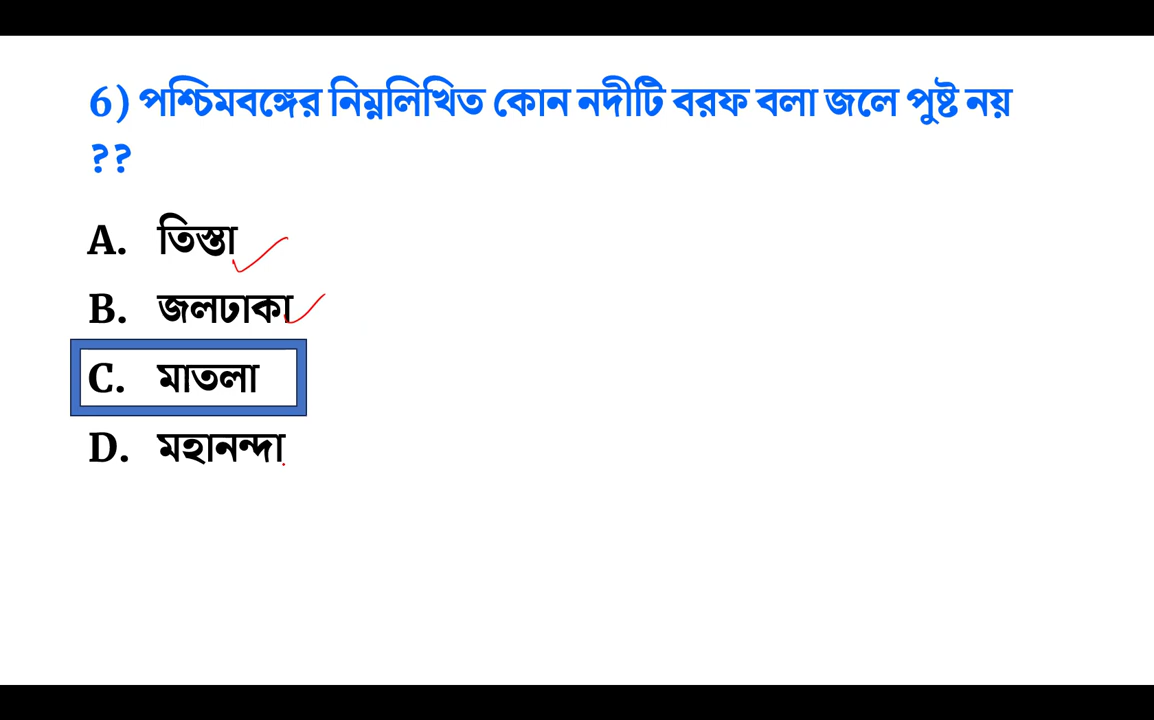 6) পশ্চিমবঙ্গের নিম্নলিখিত কোন নদীটি বরফ বলা জলে পুষ্ট নয়
??
A. তিস্তা
B. জলঢাকা
C. মাতলা
D. মহানন্দা